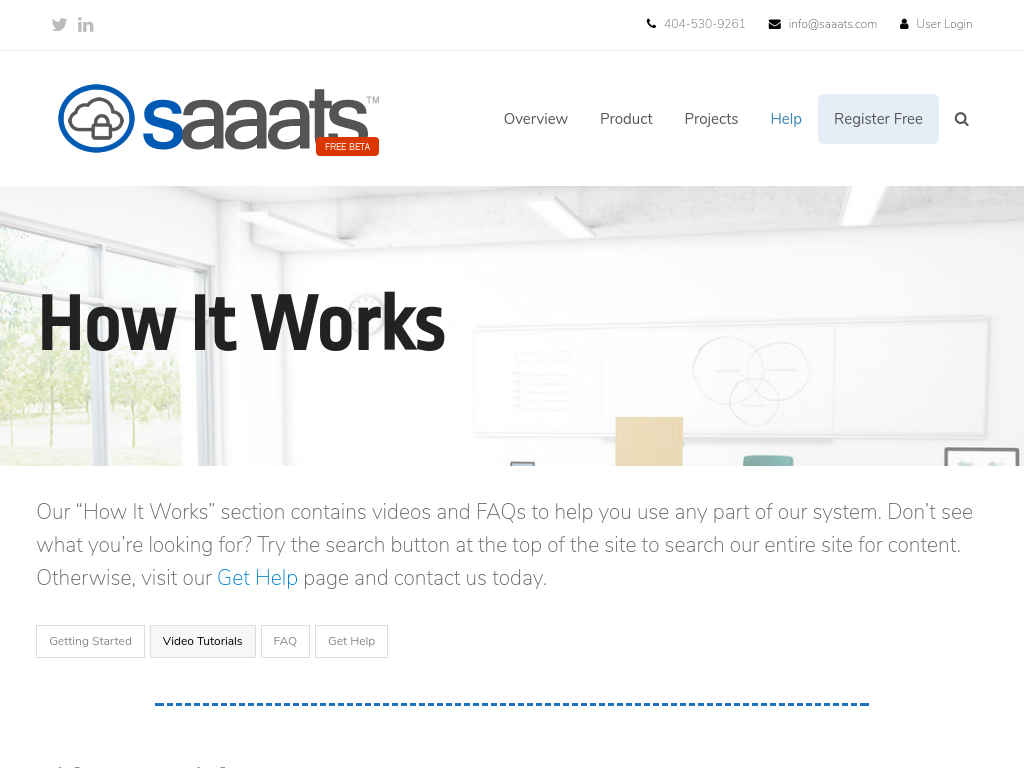 404-530-9261
info@saaats.com
User Login
saaats™
FREE BETA
Overview
Product
Projects
Help
Register Free
How It Works
Our “How It Works” section contains videos and FAQs to help you use any part of our system. Don’t see
what you’re looking for? Try the search button at the top of the site to search our entire site for content.
Otherwise, visit our Get Help page and contact us today.
Getting Started
Video Tutorials
FAQ
Get Help